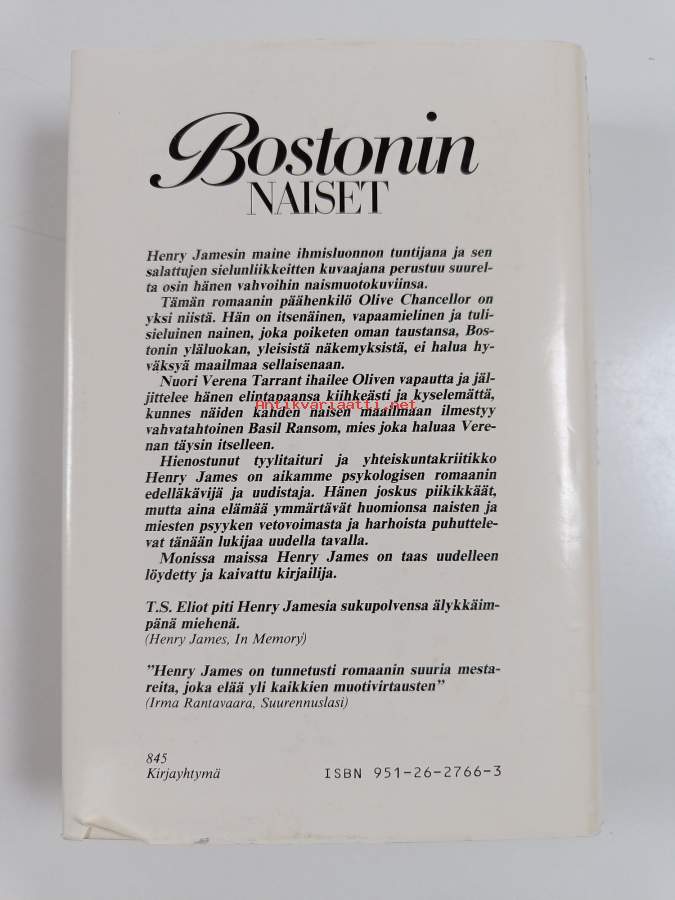 Bostonin
NAISET
Henry Jamesin maine ihmisluonnon tuntijana ja sen
salattujen sielunliikkeitten kuvaajana perustuu suurel-
ta osin hänen vahvoihin naismuotokuviinsa.
Tämän romaanin päähenkilö Olive Chancellor on
yksi niistä. Hän on itsenäinen, vapaamielinen ja tuli-
sieluinen nainen, joka poiketen oman taustansa, Bos-
tonin yläluokan, yleisistä näkemyksistä, ei halua hy-
väksyä maailmaa sellaisenaan.
Nuori Verena Tarrant ihailee Oliven vapautta ja jäl-
jittelee hänen elintapaansa kiihkeästi ja kyselemättä,
Antikvariaatti.net
kunnes näiden kahden naisen maailmaan ilmestyy
vahvatahtoinen Basil Ransom, mies joka haluaa Vere-
nan täysin itselleen.
Hienostunut tyylitaituri ja yhteiskuntakriitikko
Henry James on aikamme psykologisen romaanin
edelläkävijä ja uudistaja. Hänen joskus piikikkäät,
mutta aina elämää ymmärtävät huomionsa naisten ja
miesten psyyken vetovoimasta ja harhoista puhuttele-
vat tänään lukijaa uudella tavalla.
Monissa maissa Henry James on taas uudelleen
löydetty ja kaivattu kirjailija.
T.S. Eliot piti Henry Jamesia sukupolvensa älykkäim-
pänä miehenä.
(Henry James, In Memory)
"Henry James on tunnetusti romaanin suuria mesta-
reita, joka elää yli kaikkien muotivirtausten"
(Irma Rantavaara, Suurennuslasi)
845
Kirjayhtymä
ISBN 951-26-2766-3